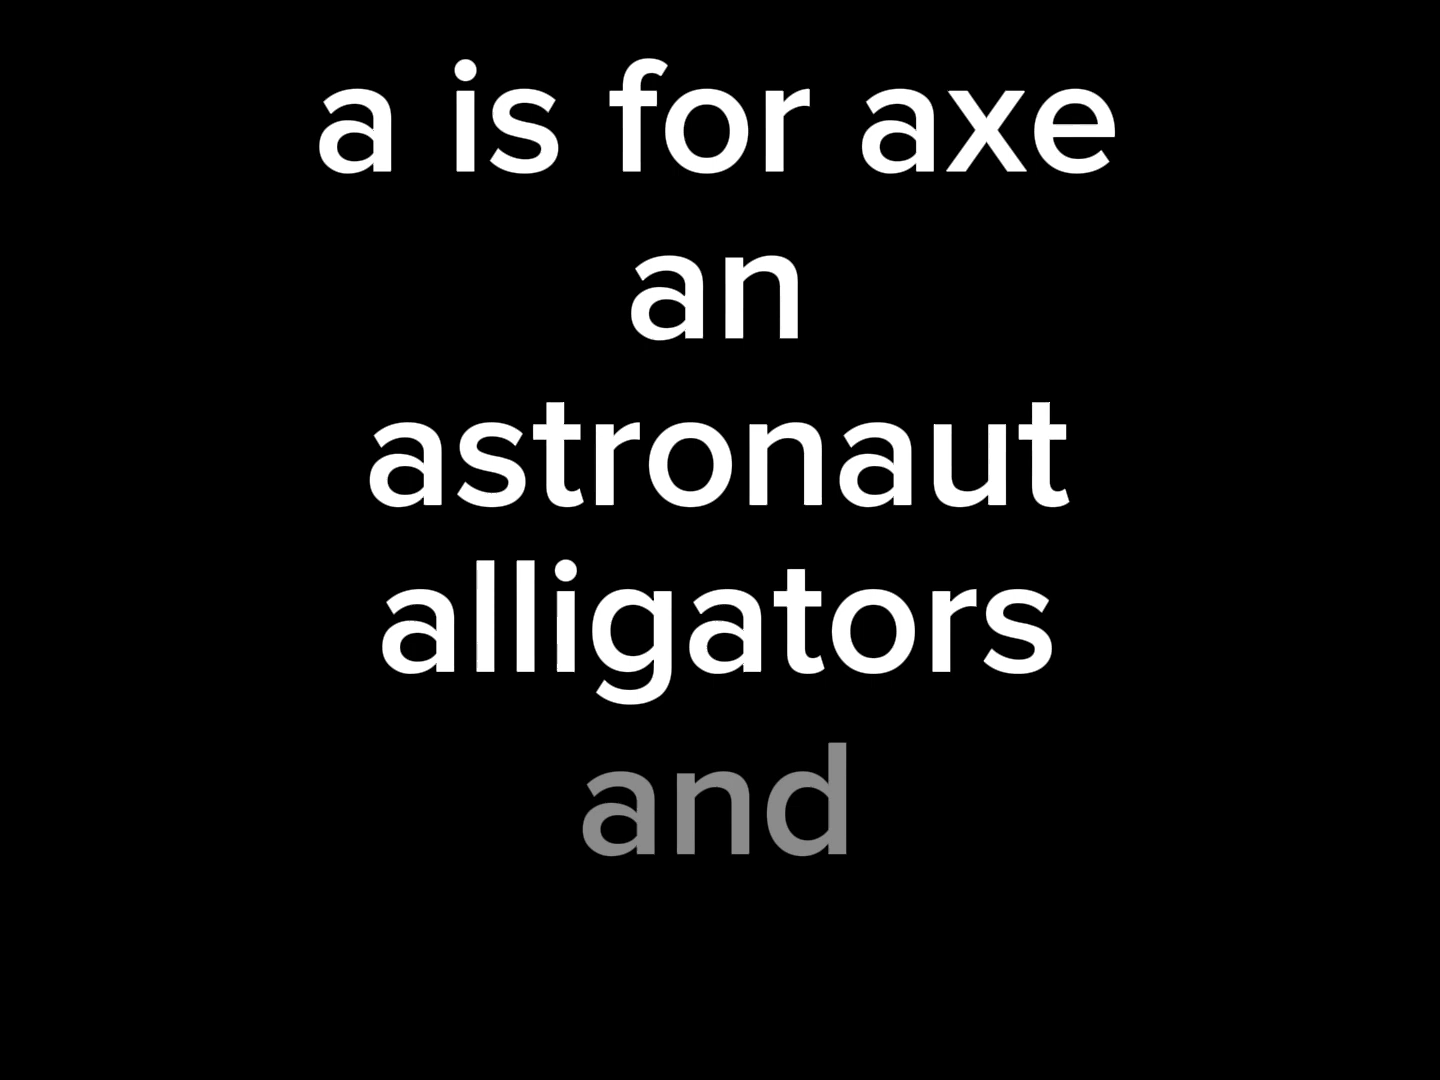 a is for axe
an
astronaut
alligators
and